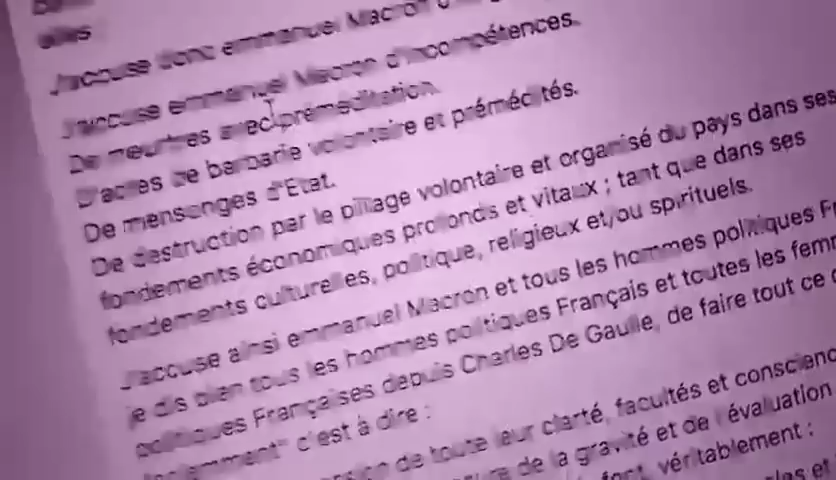 elles
J'accuse donc emmanuel Macron
J'accuse emmanuel Macron d'incompétences.
De meurtres avec préméditation.
D'actes de barbarie volontaire et prémédités.
De mensonges d'Etat.
De destruction par le pillage volontaire et organisé du pays dans ses
fondements économiques profonds et vitaux ; tant que dans ses
fondements culturelles, politique, religieux et/ou spirituels.
J'accuse ainsi emmanuel Macron et tous les hommes politiques
je dis bien tous les hommes politiques Français et toutes les
politiques Françaises depuis Charles De Gaulle, de faire tout ce
c'est à dire :
de toute leur clarté, facultés et
de la gravité et de l'évaluation
font, véritablement :
et